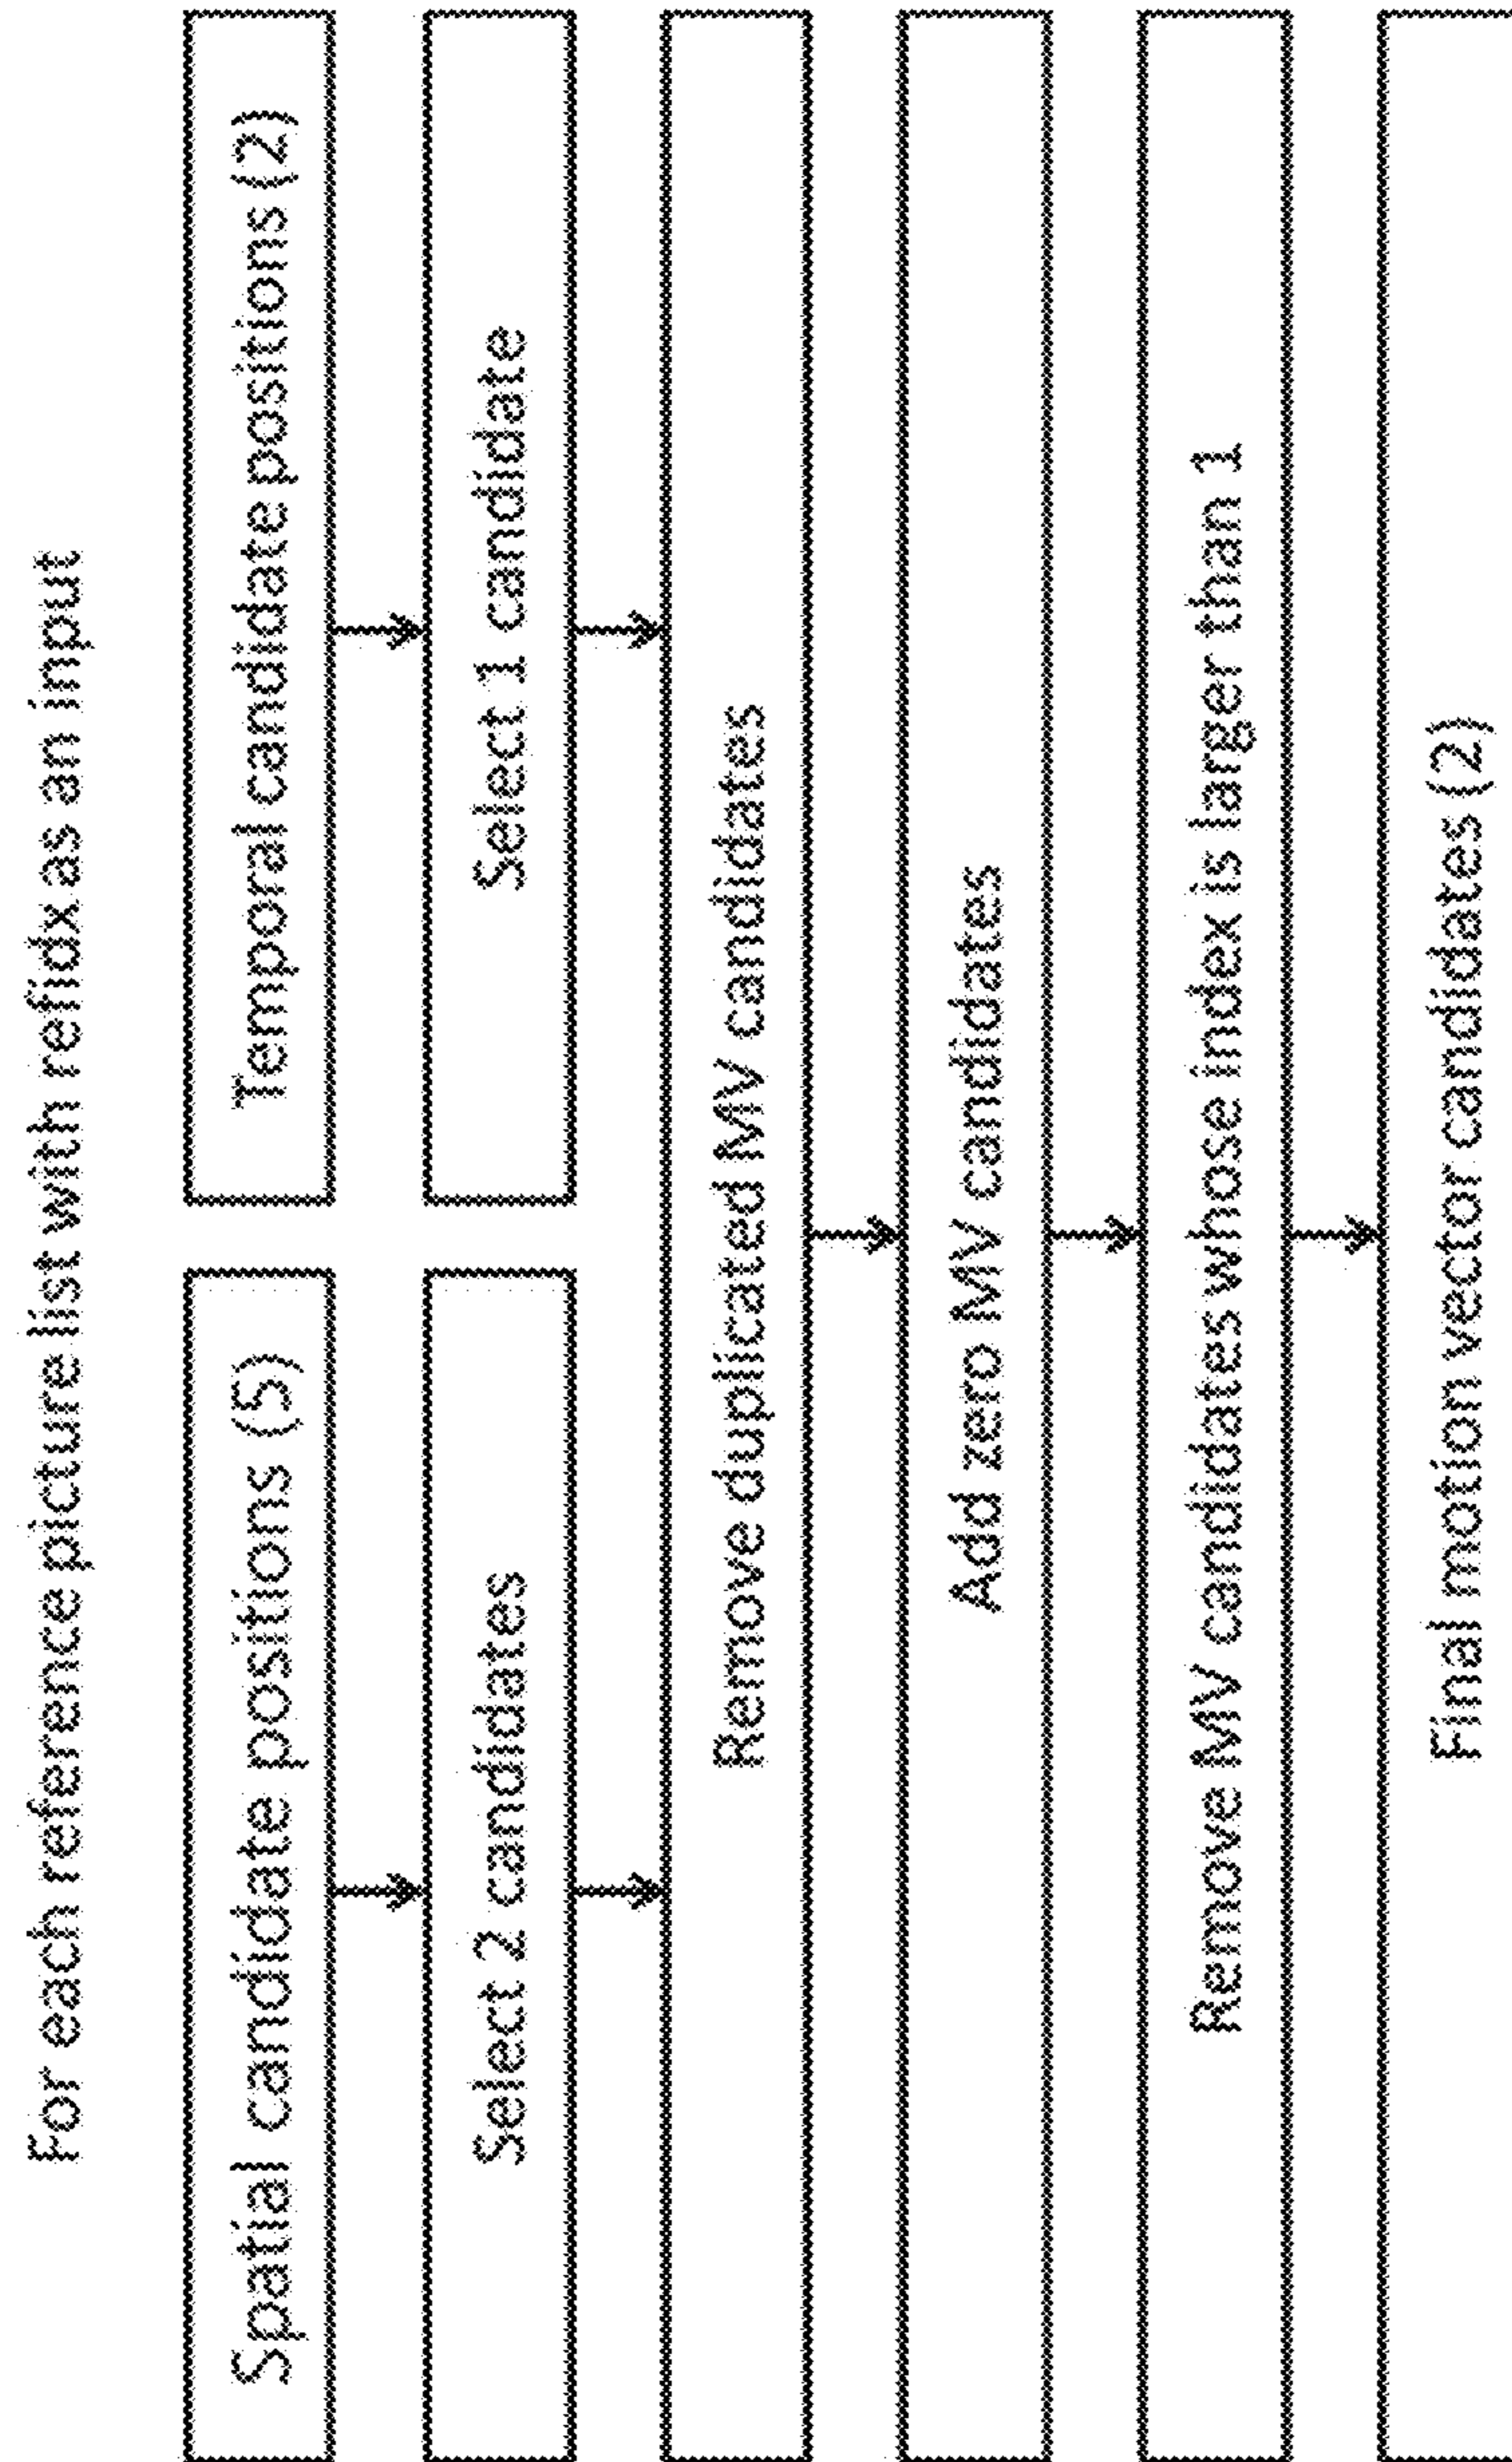 For each reference picture list with refidx as an input
Spatial candidate positions (5)
Temporal candidate positions (2)
Select 2 candidates
Select 1 candidate
Remove duplicated MV candidates
Add zero MV candidates
Remove MV candidates whose index is larger than 1
Final motion vector candidates (2)